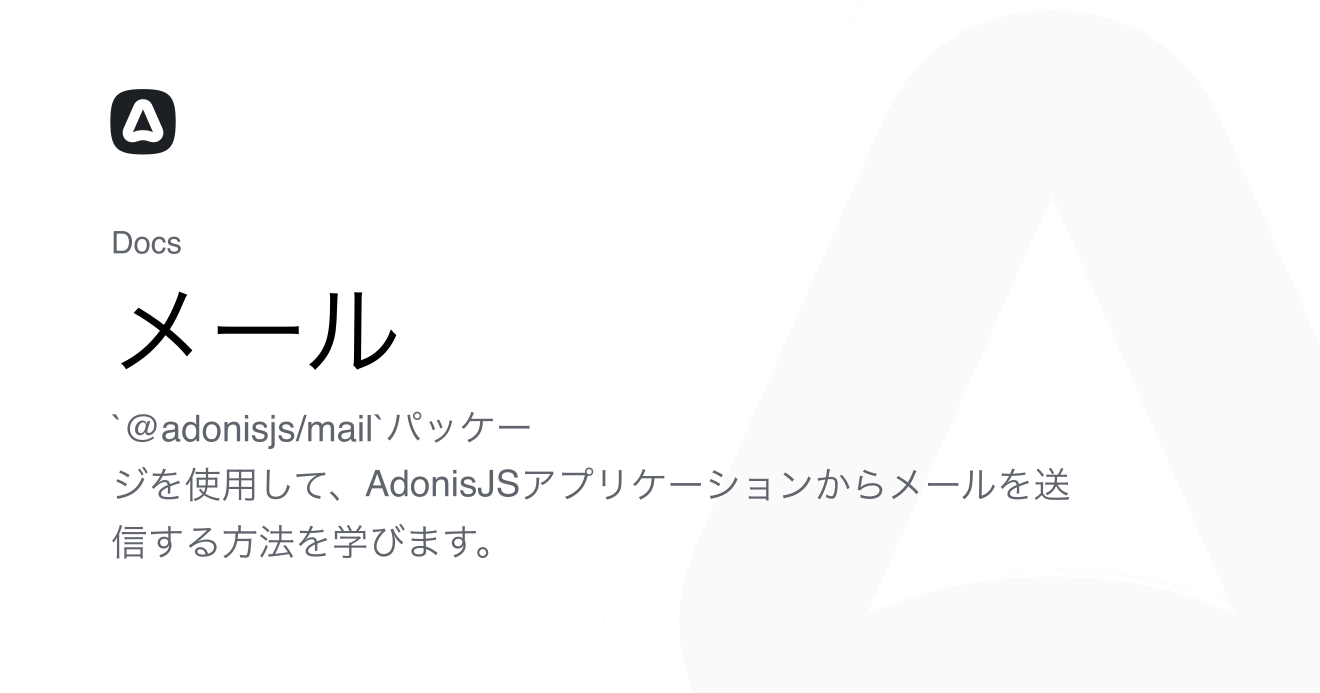 Docs
メール
`@adonisjs/mail`パッケー
ジを使用して、AdonisJSアプリケーションからメールを送
信する方法を学びます。